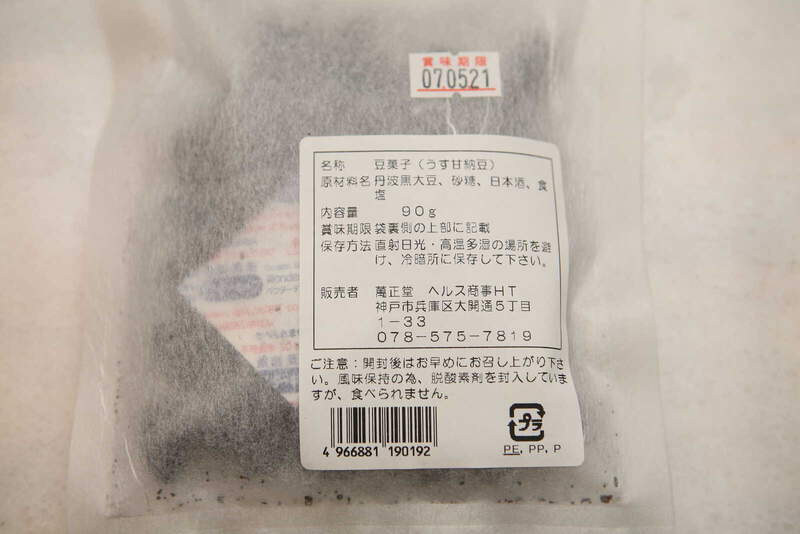 賞味期限
07.05.21
名称 豆菓子(うす甘納豆)
原材料名 丹波黒大豆、砂糖、日本酒、食
塩
内容量 90g
賞味期限 袋裏側の上部に記載
保存方法 直射日光・高温多湿の場所を避
け、冷暗所に保存して下さい。
販売者 萬正堂 ヘルス商事HT
神戸市兵庫区大開通5丁目
1-33
078-575-7819
ご注意：開封後はお早めにお召し上がり下さ
い。風味保持の為、脱酸素剤を封入していま
すが、食べられません。
プラ
4 966881 190192
PE, PP, P